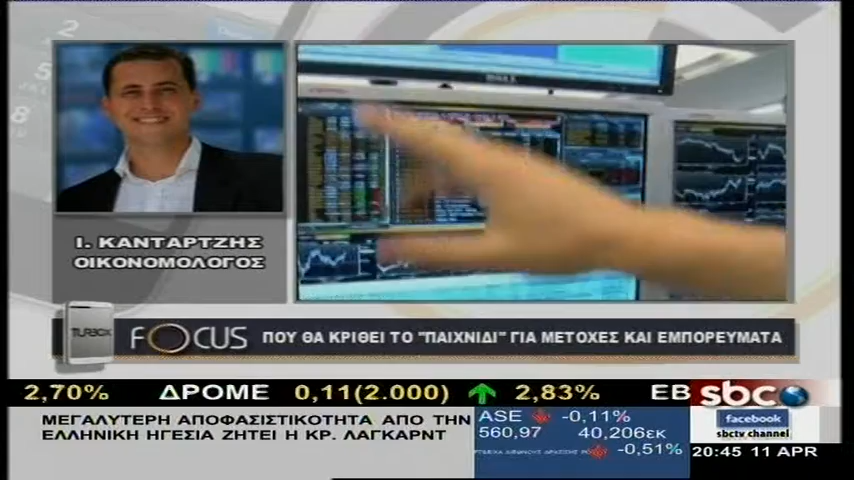 Ι. ΚΑΝΤΑΡΤΖΗΣ
ΟΙΚΟΝΟΜΟΛΟΓΟΣ
TURBOX
FOCUS ΠΟΥ ΘΑ ΚΡΙΘΕΙ ΤΟ "ΠΑΙΧΝΙΔΙ" ΓΙΑ ΜΕΤΟΧΕΣ ΚΑΙ ΕΜΠΟΡΕΥΜΑΤΑ
2,70% ΔΡΟΜΕ 0,11(2.000) 2,83% ΕΒ
sbc
ΜΕΓΑΛΥΤΕΡΗ ΑΠΟΦΑΣΙΣΤΙΚΟΤΗΤΑ ΑΠΟ ΤΗΝ
ΕΛΛΗΝΙΚΗ ΗΓΕΣΙΑ ΖΗΤΕΙ Η ΚΡ. ΛΑΓΚΑΡΝΤ
ASE -0,11%
560,97 40,206εκ
-0,51%
facebook
sbctv channel
20:45 11 APR